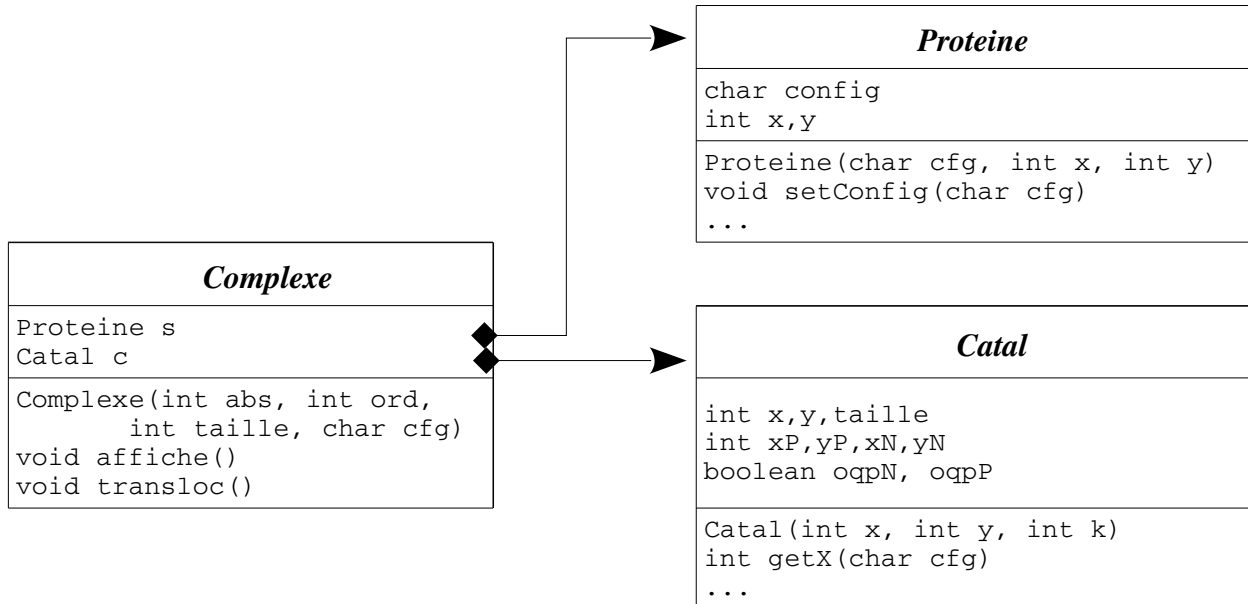 Proteine
char config
int x,y
Proteine(char cfg, int x, int y)
void setConfig(char cfg)
...
Complexe
Proteine s
Catal c
Complexe(int abs, int ord,
int taille, char cfg)
void affiche()
void transloc()
Catal
int x,y,taille
int xP,yP,xN,yN
boolean oqpN, oqpP
Catal(int x, int y, int k)
int getX(char cfg)
...